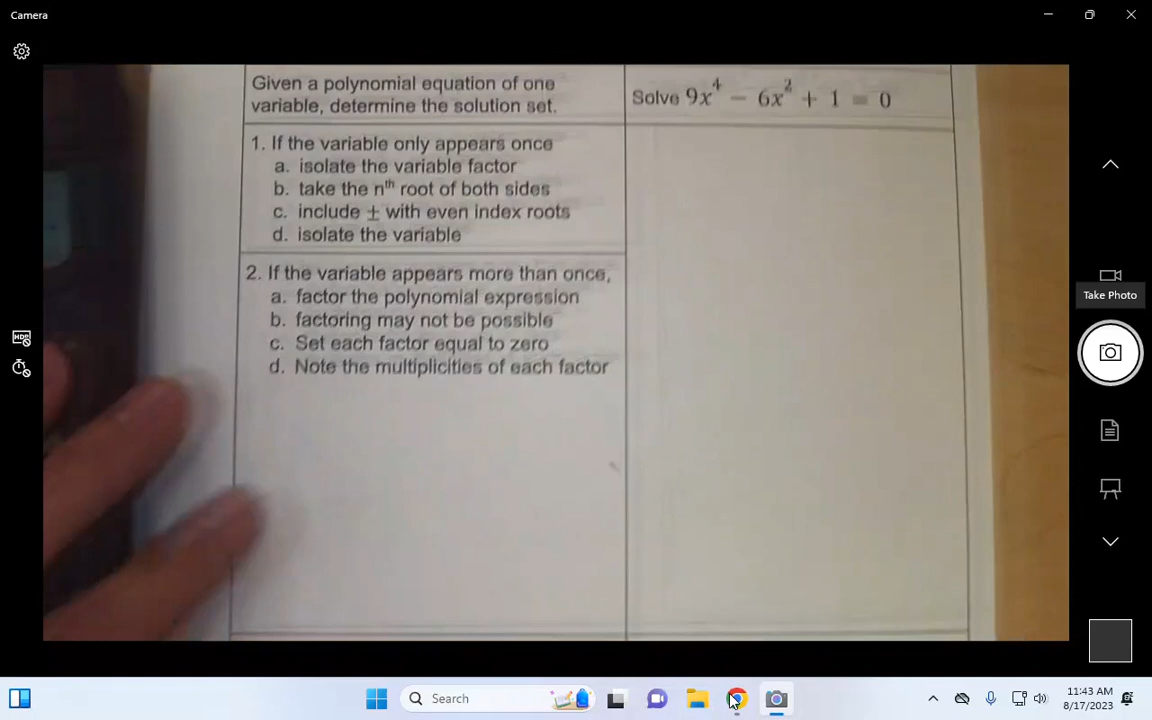 Camera
Given a polynomial equation of one
variable, determine the solution set.
Solve 9x⁴ − 6x² + 1 = 0
1. If the variable only appears once
a. isolate the variable factor
b. take the nᵗʰ root of both sides
c. include ± with even index roots
d. isolate the variable
2. If the variable appears more than once,
a. factor the polynomial expression
b. factoring may not be possible
c. Set each factor equal to zero
d. Note the multiplicities of each factor
Take Photo
HDR
Search
11:43 AM
8/17/2023